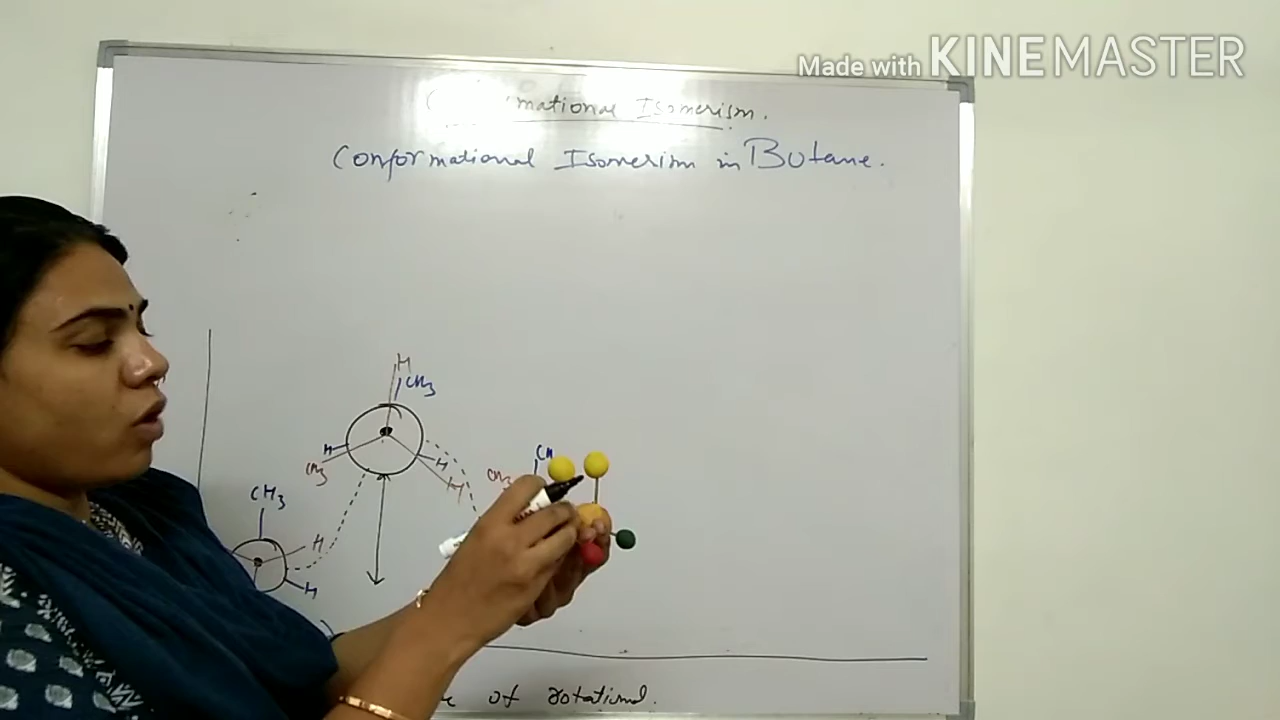 Made with KINEMASTER
mational Isomerism.
Conformational Isomerism in Butane.
H
CH3
H
CH3
H
H
CH3
H
H
CH3
of rotational.